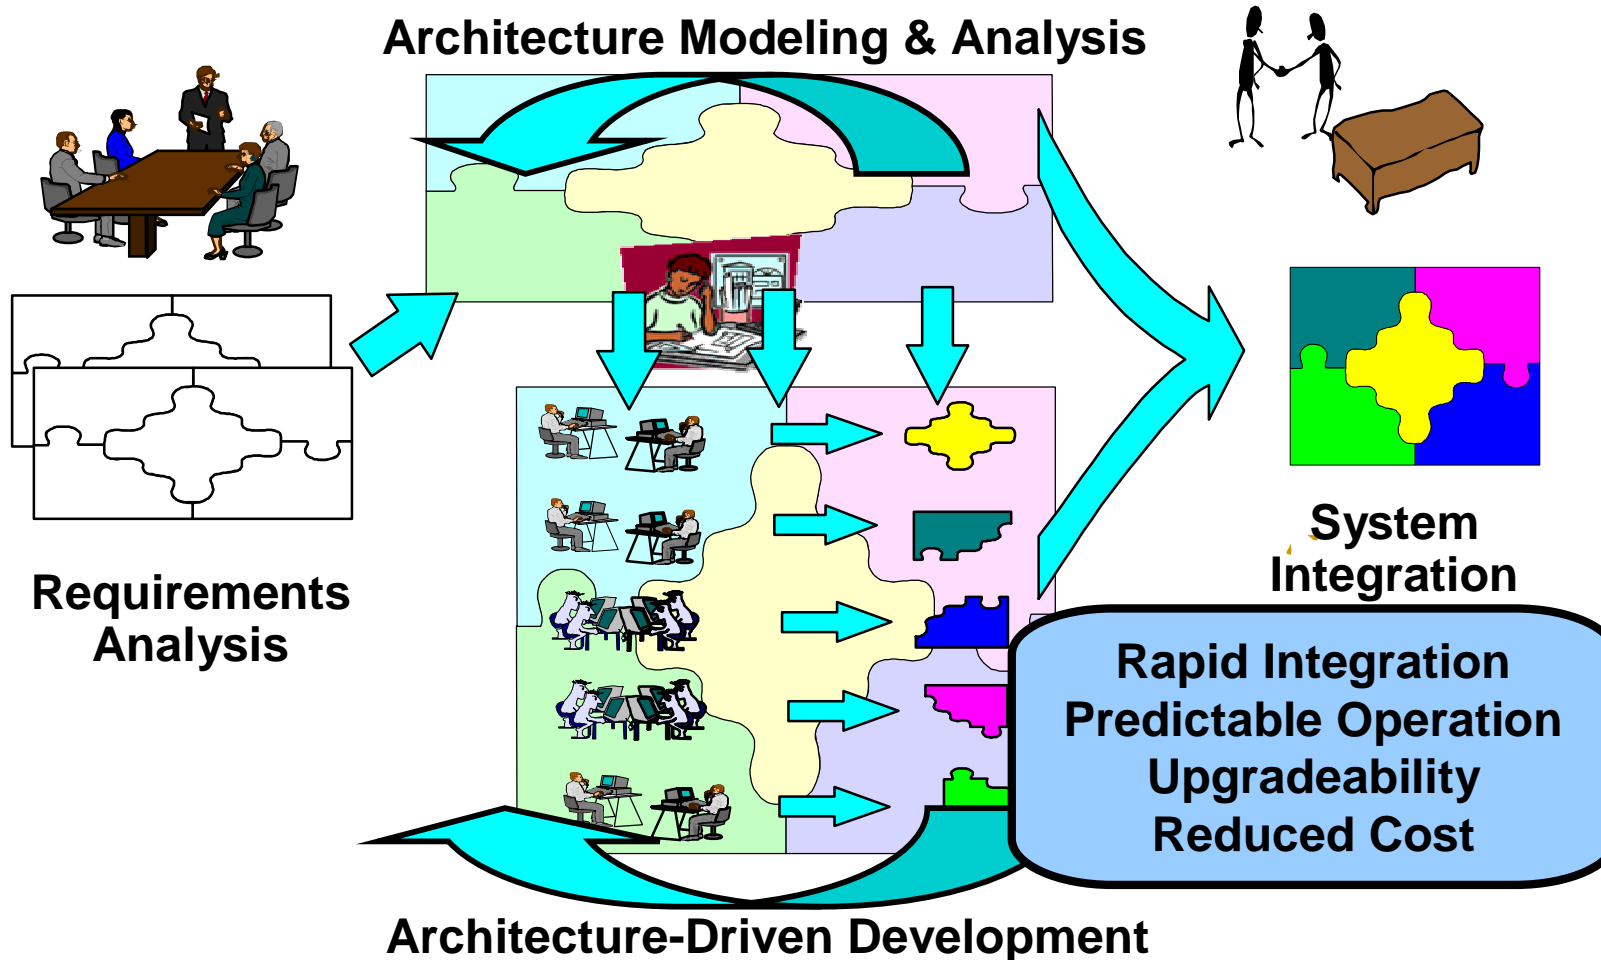 Architecture Modeling & Analysis
Requirements
Analysis
System
Integration
Rapid Integration
Predictable Operation
Upgradeability
Reduced Cost
Architecture-Driven Development